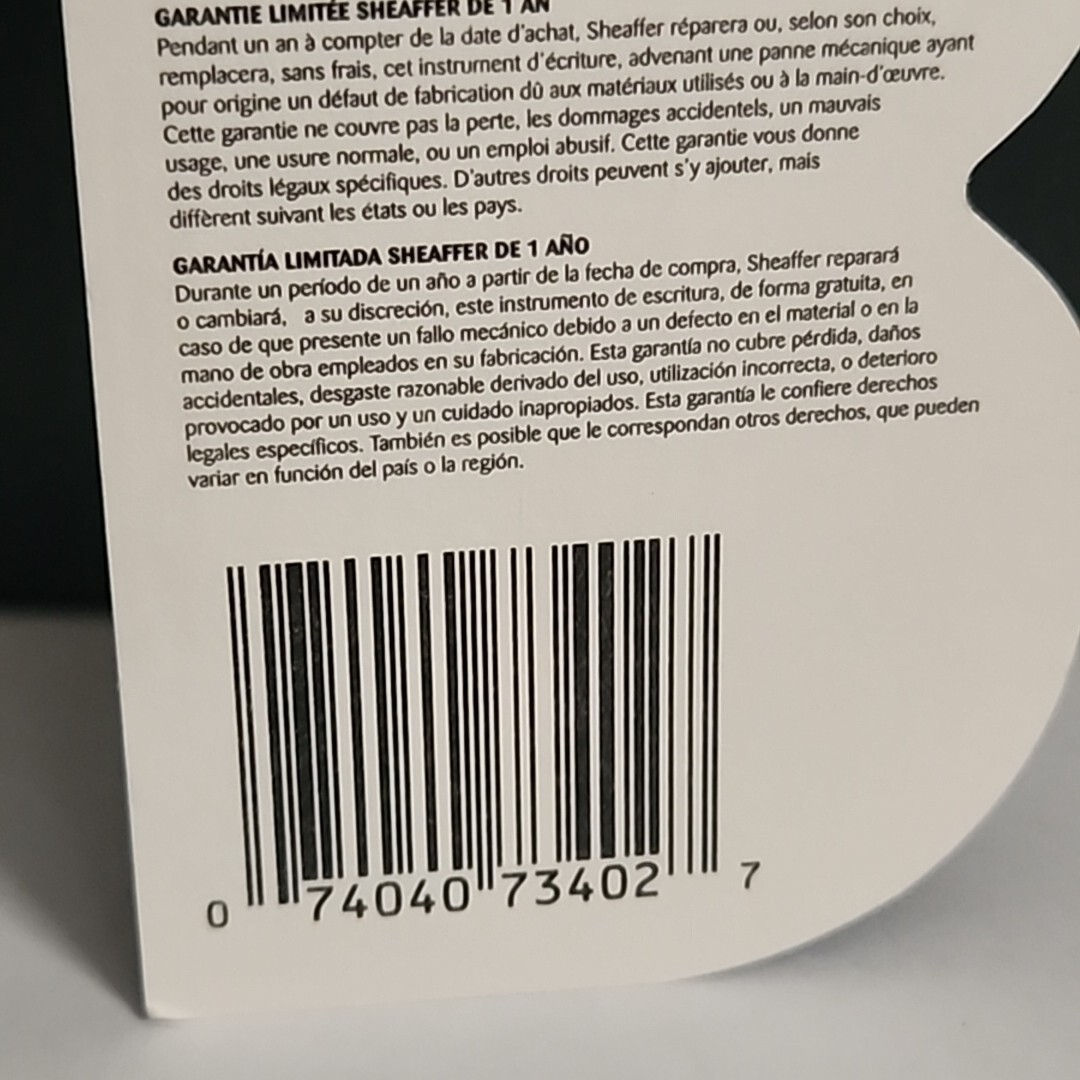 GARANTIE LIMITÉE SHEAFFER DE 1 AN
Pendant un an à compter de la date d'achat, Sheaffer réparera ou, selon son choix,
remplacera, sans frais, cet instrument d'écriture, advenant une panne mécanique ayant
pour origine un défaut de fabrication dû aux matériaux utilisés ou à la main-d'œuvre.
Cette garantie ne couvre pas la perte, les dommages accidentels, un mauvais
usage, une usure normale, ou un emploi abusif. Cette garantie vous donne
des droits légaux spécifiques. D'autres droits peuvent s'y ajouter, mais
diffèrent suivant les états ou les pays.
GARANTÍA LIMITADA SHEAFFER DE 1 AÑO
Durante un período de un año a partir de la fecha de compra, Sheaffer reparará
o cambiará, a su discreción, este instrumento de escritura, de forma gratuita, en
caso de que presente un fallo mecánico debido a un defecto en el material o en la
mano de obra empleados en su fabricación. Esta garantía no cubre pérdida, daños
accidentales, desgaste razonable derivado del uso, utilización incorrecta, o deterioro
provocado por un uso y un cuidado inapropiados. Esta garantía le confiere derechos
legales específicos. También es posible que le correspondan otros derechos, que pueden
variar en función del país o la región.
0 74040 73402 7